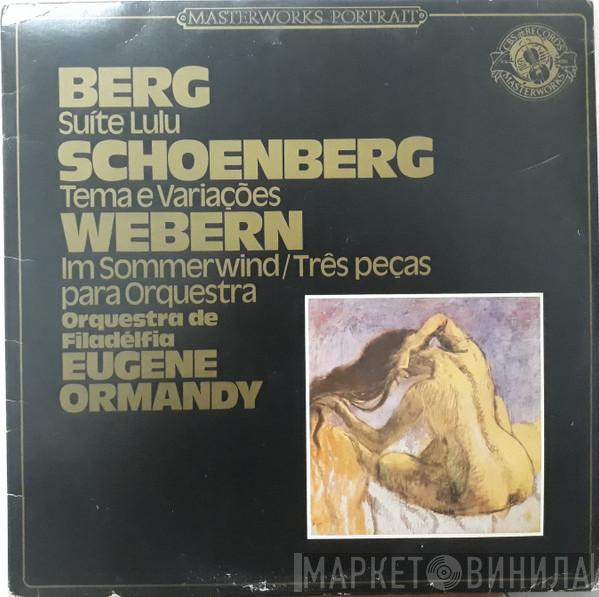 MASTERWORKS PORTRAIT
CBS RECORDS
MASTERWORKS
BERG
Suíte Lulu
SCHOENBERG
Tema e Variações
WEBERN
Im Sommerwind/Três peças
para Orquestra
Orquestra de
Filadélfia
EUGENE
ORMANDY
МАРКЕТ ВИНИЛА